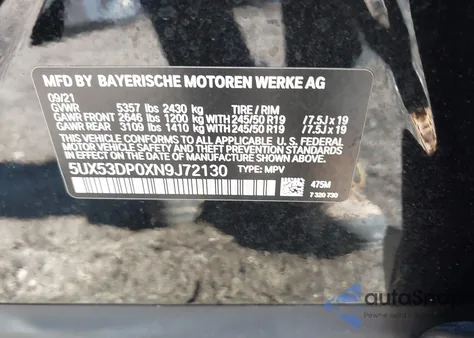 MFD BY BAYERISCHE MOTOREN WERKE AG
09/21
GVWR 5357 lbs 2430 kg TIRE / RIM
GAWR FRONT 2646 lbs 1200 kg WITH 245/50 R19 /7.5J x 19
GAWR REAR 3109 lbs 1410 kg WITH 245/50 R19 /7.5J x 19
THIS VEHICLE CONFORMS TO ALL APPLICABLE U. S. FEDERAL
MOTOR VEHICLE SAFETY, BUMPER, AND THEFT PREVENTION
STANDARDS IN EFFECT ON THE DATE OF MANUFACTURE
SHOWN ABOVE.
5UX53DP0XN9J72130 TYPE: MPV
475M
7 320 730
autoSnap